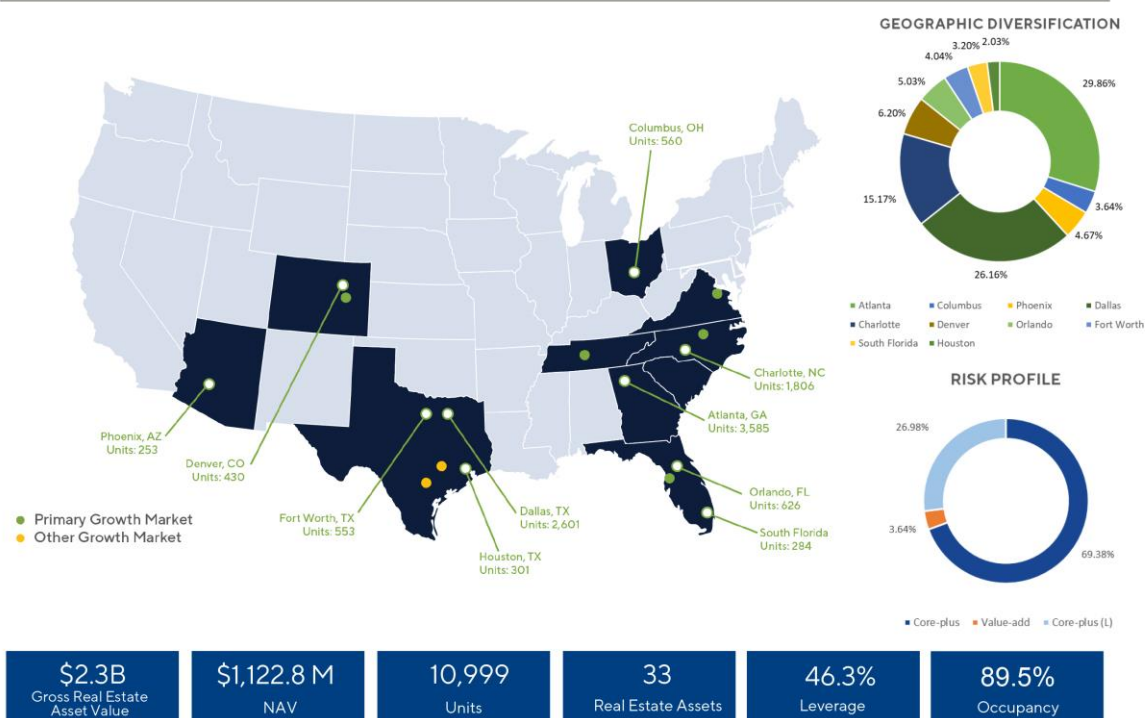 GEOGRAPHIC DIVERSIFICATION
29.86%
3.64%
4.67%
26.16%
15.17%
6.20%
5.03%
4.04%
3.20%
2.03%
Atlanta
Columbus
Phoenix
Dallas
Charlotte
Denver
Orlando
Fort Worth
South Florida
Houston
Columbus, OH
Units: 560
Charlotte, NC
Units: 1,806
Atlanta, GA
Units: 3,585
Phoenix, AZ
Units: 253
Denver, CO
Units: 430
Fort Worth, TX
Units: 553
Dallas, TX
Units: 2,601
Houston, TX
Units: 301
Orlando, FL
Units: 626
South Florida
Units: 284
Primary Growth Market
Other Growth Market
RISK PROFILE
26.98%
3.64%
69.38%
Core-plus
Value-add
Core-plus (L)
$2.3B
Gross Real Estate
Asset Value
$1,122.8 M
NAV
10,999
Units
33
Real Estate Assets
46.3%
Leverage
89.5%
Occupancy